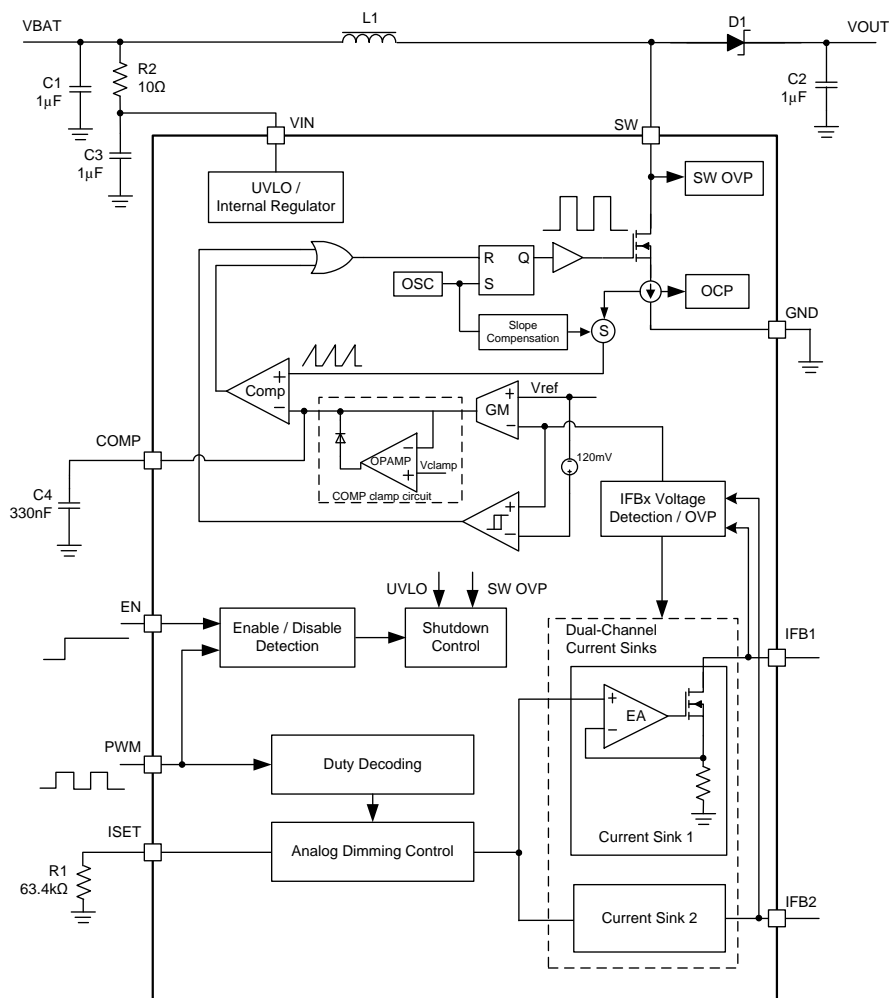 L1
VBAT
D1
VOUT
R2
10Ω
C1
1μF
C2
1μF
VIN
SW
C3
1μF
UVLO /
Internal Regulator
SW OVP
R
Q
S
OSC
OCP
GND
Slope
Compensation
S
+
Comp
−
Vref
+
GM
−
COMP
−
OPAMP
+
Vclamp
120mV
COMP clamp circuit
C4
330nF
+
−
IFBx Voltage
Detection / OVP
UVLO
SW OVP
EN
Enable / Disable
Detection
Shutdown
Control
Dual-Channel
Current Sinks
IFB1
+
EA
−
PWM
Duty Decoding
ISET
Analog Dimming Control
Current Sink 1
R1
63.4kΩ
Current Sink 2
IFB2